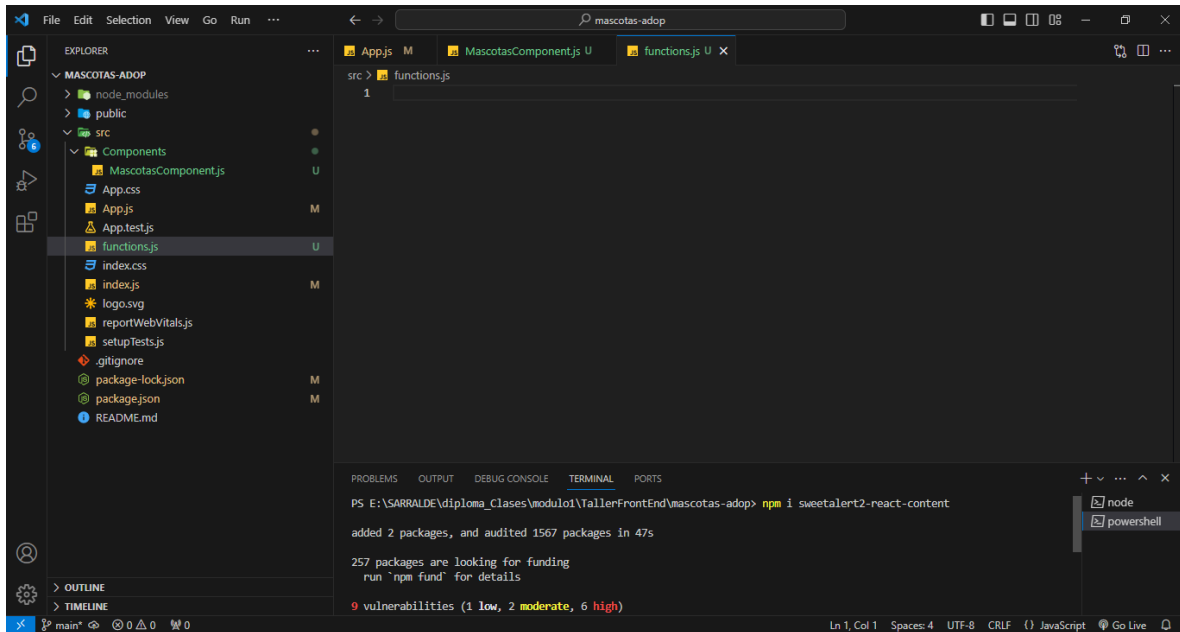 File Edit Selection View Go Run ...
mascotas-adop
EXPLORER
MASCOTAS-ADOP
node_modules
public
src
Components
MascotasComponent.js U
App.css
App.js M
App.test.js
functions.js U
index.css
index.js M
logo.svg
reportWebVitals.js
setupTests.js
.gitignore
package-lock.json M
package.json M
README.md
OUTLINE
TIMELINE
6
App.js M MascotasComponent.js U functions.js U
src > functions.js
1
PROBLEMS OUTPUT DEBUG CONSOLE TERMINAL PORTS
PS E:\SARRALDE\diploma_Clases\modulo1\TallerFrontEnd\mascotas-adop> npm i sweetalert2-react-content
added 2 packages, and audited 1567 packages in 47s
257 packages are looking for funding
run `npm fund` for details
9 vulnerabilities (1 low, 2 moderate, 6 high)
node
powershell
main* 0 0 0 Ln 1, Col 1 Spaces: 4 UTF-8 CRLF {} JavaScript Go Live